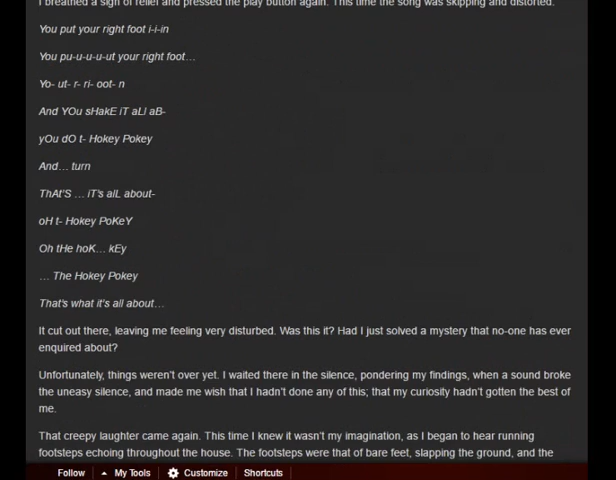 I breathed a sigh of relief and pressed the play button again. This time the song was skipping and distorted.
You put your right foot i-i-in
You pu-u-u-u-ut your right foot…
Yo- ut- r- ri- oot- n
And YOu sHakE iT aLl aB-
yOu dO t- Hokey Pokey
And… turn
ThAt'S … iT's alL about-
oH t- Hokey PoKeY
Oh tHe hoK… kEy
… The Hokey Pokey
That's what it's all about…
It cut out there, leaving me feeling very disturbed. Was this it? Had I just solved a mystery that no-one has ever
enquired about?
Unfortunately, things weren't over yet. I waited there in the silence, pondering my findings, when a sound broke
the uneasy silence, and made me wish that I hadn't done any of this; that my curiosity hadn't gotten the best of
me.
That creepy laughter came again. This time I knew it wasn't my imagination, as I began to hear running
footsteps echoing throughout the house. The footsteps were that of bare feet, slapping the ground, and the
Follow My Tools Customize Shortcuts